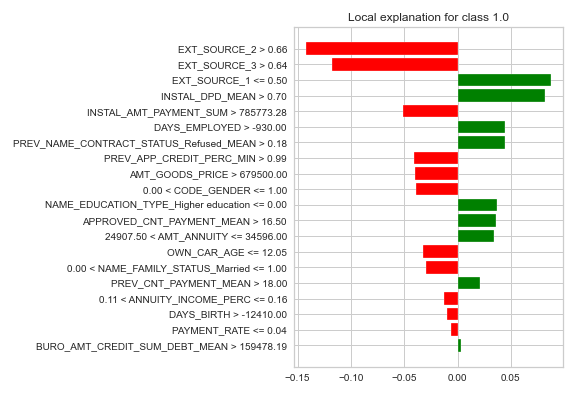 Local explanation for class 1.0
EXT_SOURCE_2 > 0.66
EXT_SOURCE_3 > 0.64
EXT_SOURCE_1 <= 0.50
INSTAL_DPD_MEAN > 0.70
INSTAL_AMT_PAYMENT_SUM > 785773.28
DAYS_EMPLOYED > -930.00
PREV_NAME_CONTRACT_STATUS_Refused_MEAN > 0.18
PREV_APP_CREDIT_PERC_MIN > 0.99
AMT_GOODS_PRICE > 679500.00
0.00 < CODE_GENDER <= 1.00
NAME_EDUCATION_TYPE_Higher education <= 0.00
APPROVED_CNT_PAYMENT_MEAN > 16.50
24907.50 < AMT_ANNUITY <= 34596.00
OWN_CAR_AGE <= 12.05
0.00 < NAME_FAMILY_STATUS_Married <= 1.00
PREV_CNT_PAYMENT_MEAN > 18.00
0.11 < ANNUITY_INCOME_PERC <= 0.16
DAYS_BIRTH > -12410.00
PAYMENT_RATE <= 0.04
BURO_AMT_CREDIT_SUM_DEBT_MEAN > 159478.19
−0.15 −0.10 −0.05 0.00 0.05